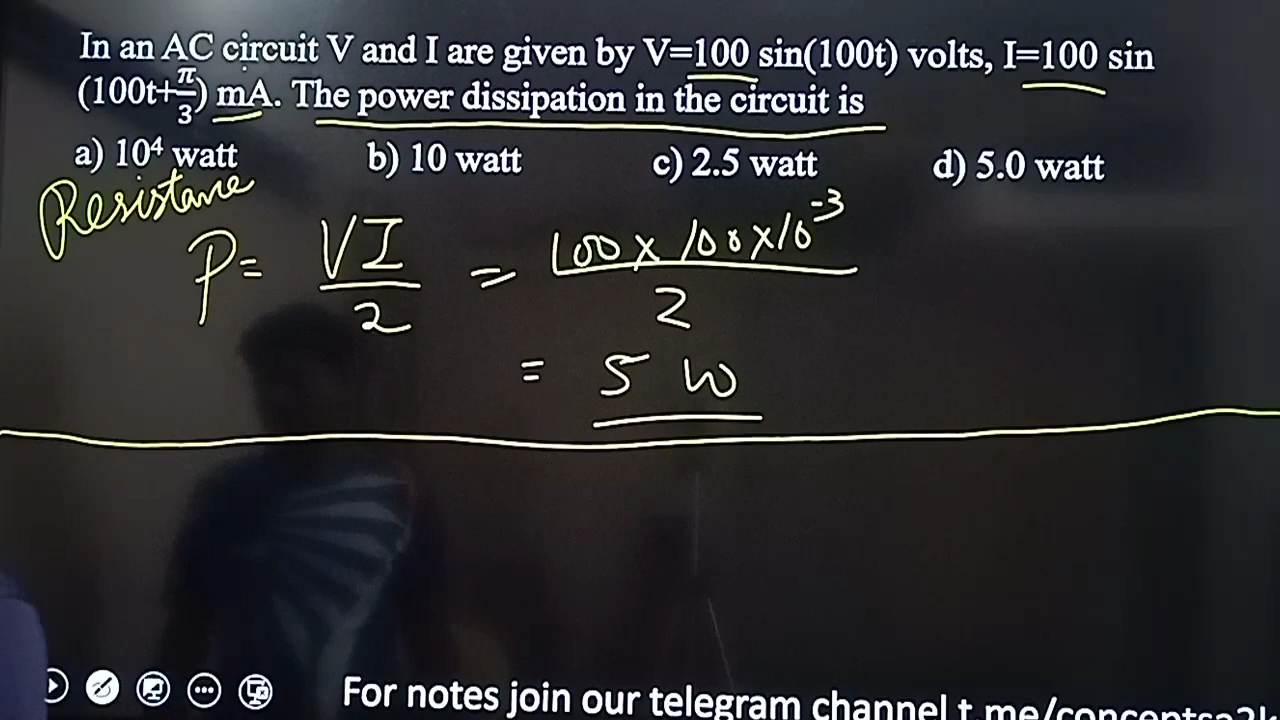 In an AC circuit V and I are given by V=100 sin(100t) volts, I=100 sin
(100t+π/3) mA. The power dissipation in the circuit is
a) 10⁴ watt b) 10 watt c) 2.5 watt d) 5.0 watt
Resistance
P = VI/2 = 100 x 100 x 10⁻³/2
= 5 W
For notes join our telegram channel